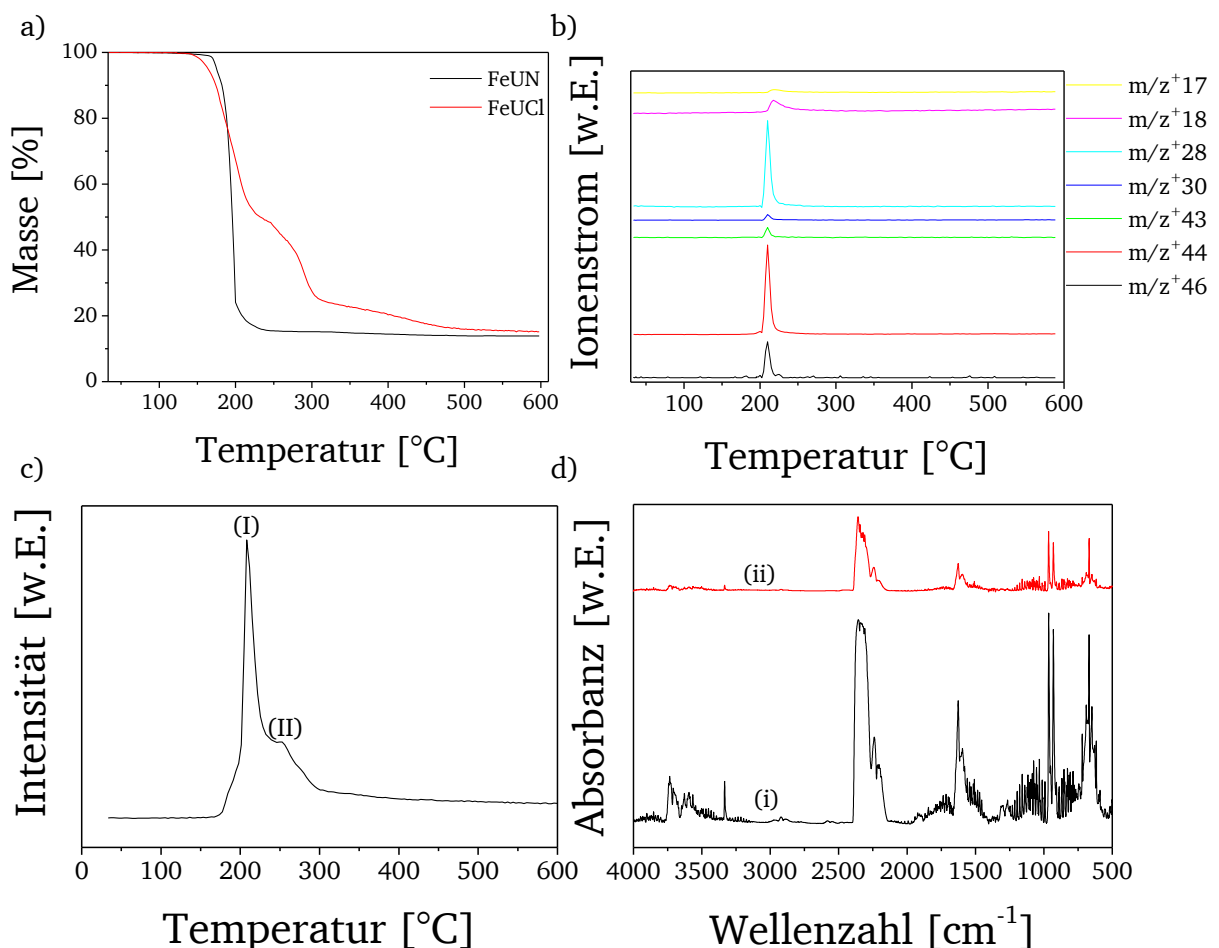 a)
100
80
60
40
20
0
Masse [%]
FeUN
FeUCl
100 200 300 400 500 600
Temperatur [°C]
b)
Ionenstrom [w.E.]
m/z⁺17
m/z⁺18
m/z⁺28
m/z⁺30
m/z⁺43
m/z⁺44
m/z⁺46
100 200 300 400 500 600
Temperatur [°C]
c)
Intensität [w.E.]
(I)
(II)
0 100 200 300 400 500 600
Temperatur [°C]
d)
Absorbanz [w.E.]
(ii)
(i)
4000 3500 3000 2500 2000 1500 1000 500
Wellenzahl [cm⁻¹]